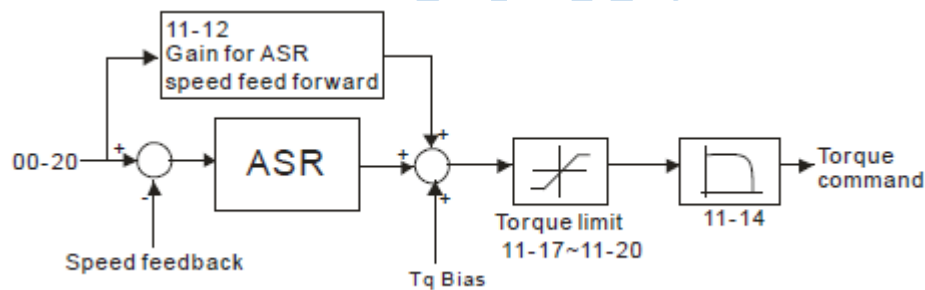 11-12
Gain for ASR
speed feed forward
+
00-20
+
ASR
+
-
+
Torque
command
Torque limit
11-17~11-20
11-14
Speed feedback
Tq Bias